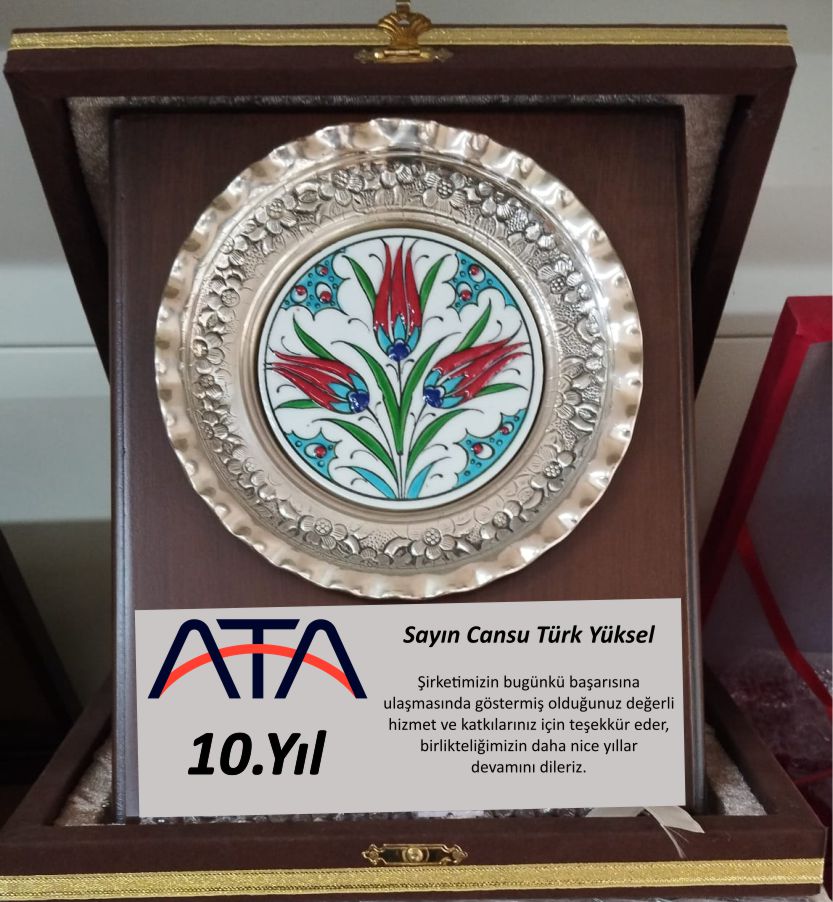 ATA
10.Yıl
Sayın Cansu Türk Yüksel
Şirketimizin bugünkü başarısına
ulaşmasında göstermiş olduğunuz değerli
hizmet ve katkılarınız için teşekkür eder,
birlikteliğimizin daha nice yıllar
devamını dileriz.